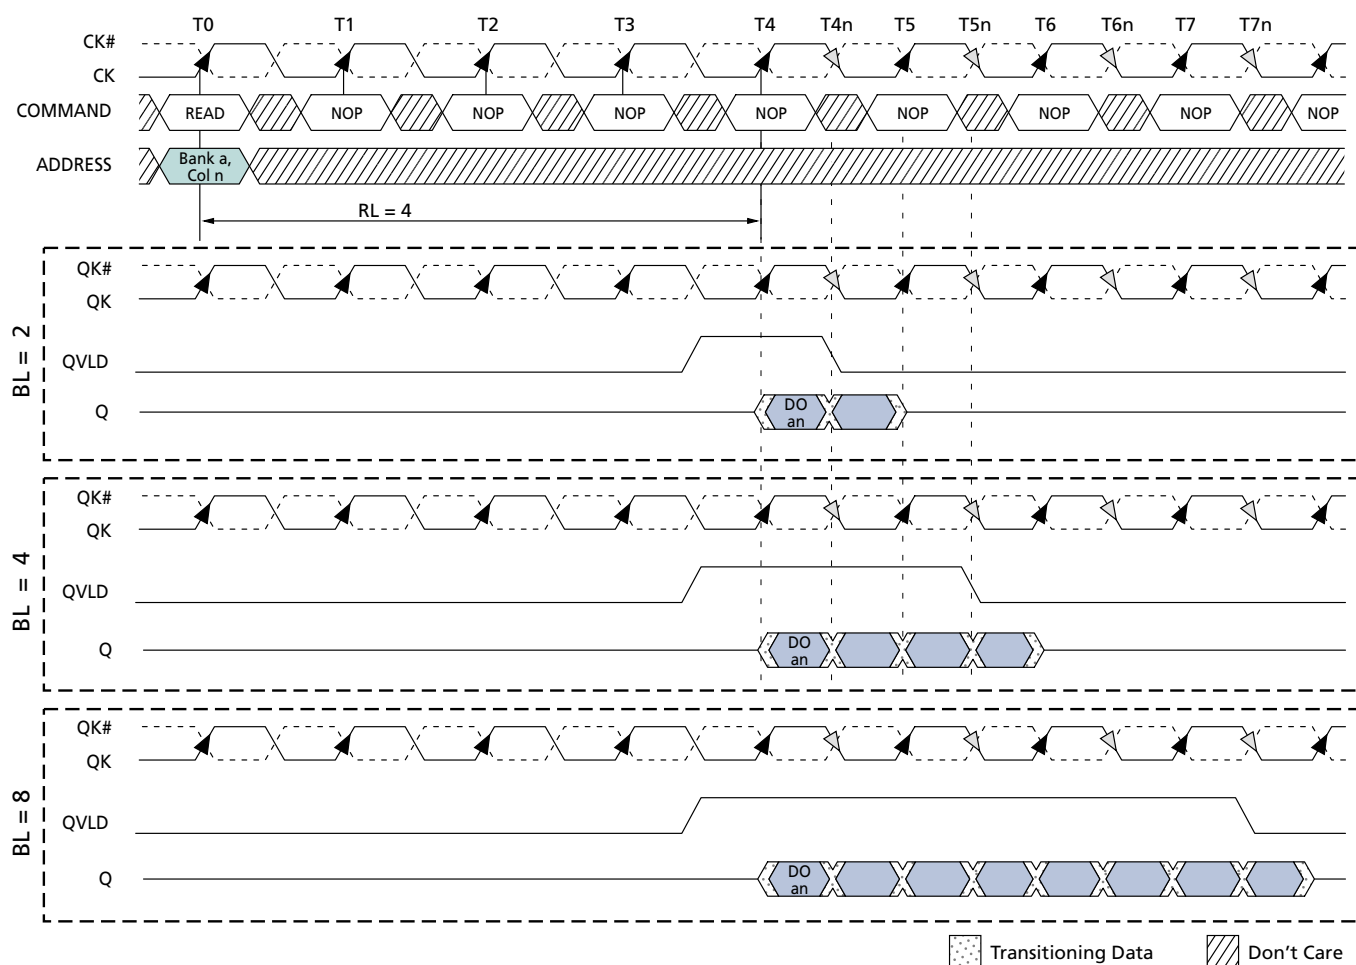 T0 T1 T2 T3 T4 T4n T5 T5n T6 T6n T7 T7n
CK#
CK
COMMAND READ NOP NOP NOP NOP NOP NOP NOP NOP
ADDRESS Bank a,
Col n
RL = 4
BL = 2
QK#
QK
QVLD
Q DO
an
BL = 4
QK#
QK
QVLD
Q DO
an
BL = 8
QK#
QK
QVLD
Q DO
an
Transitioning Data Don't Care